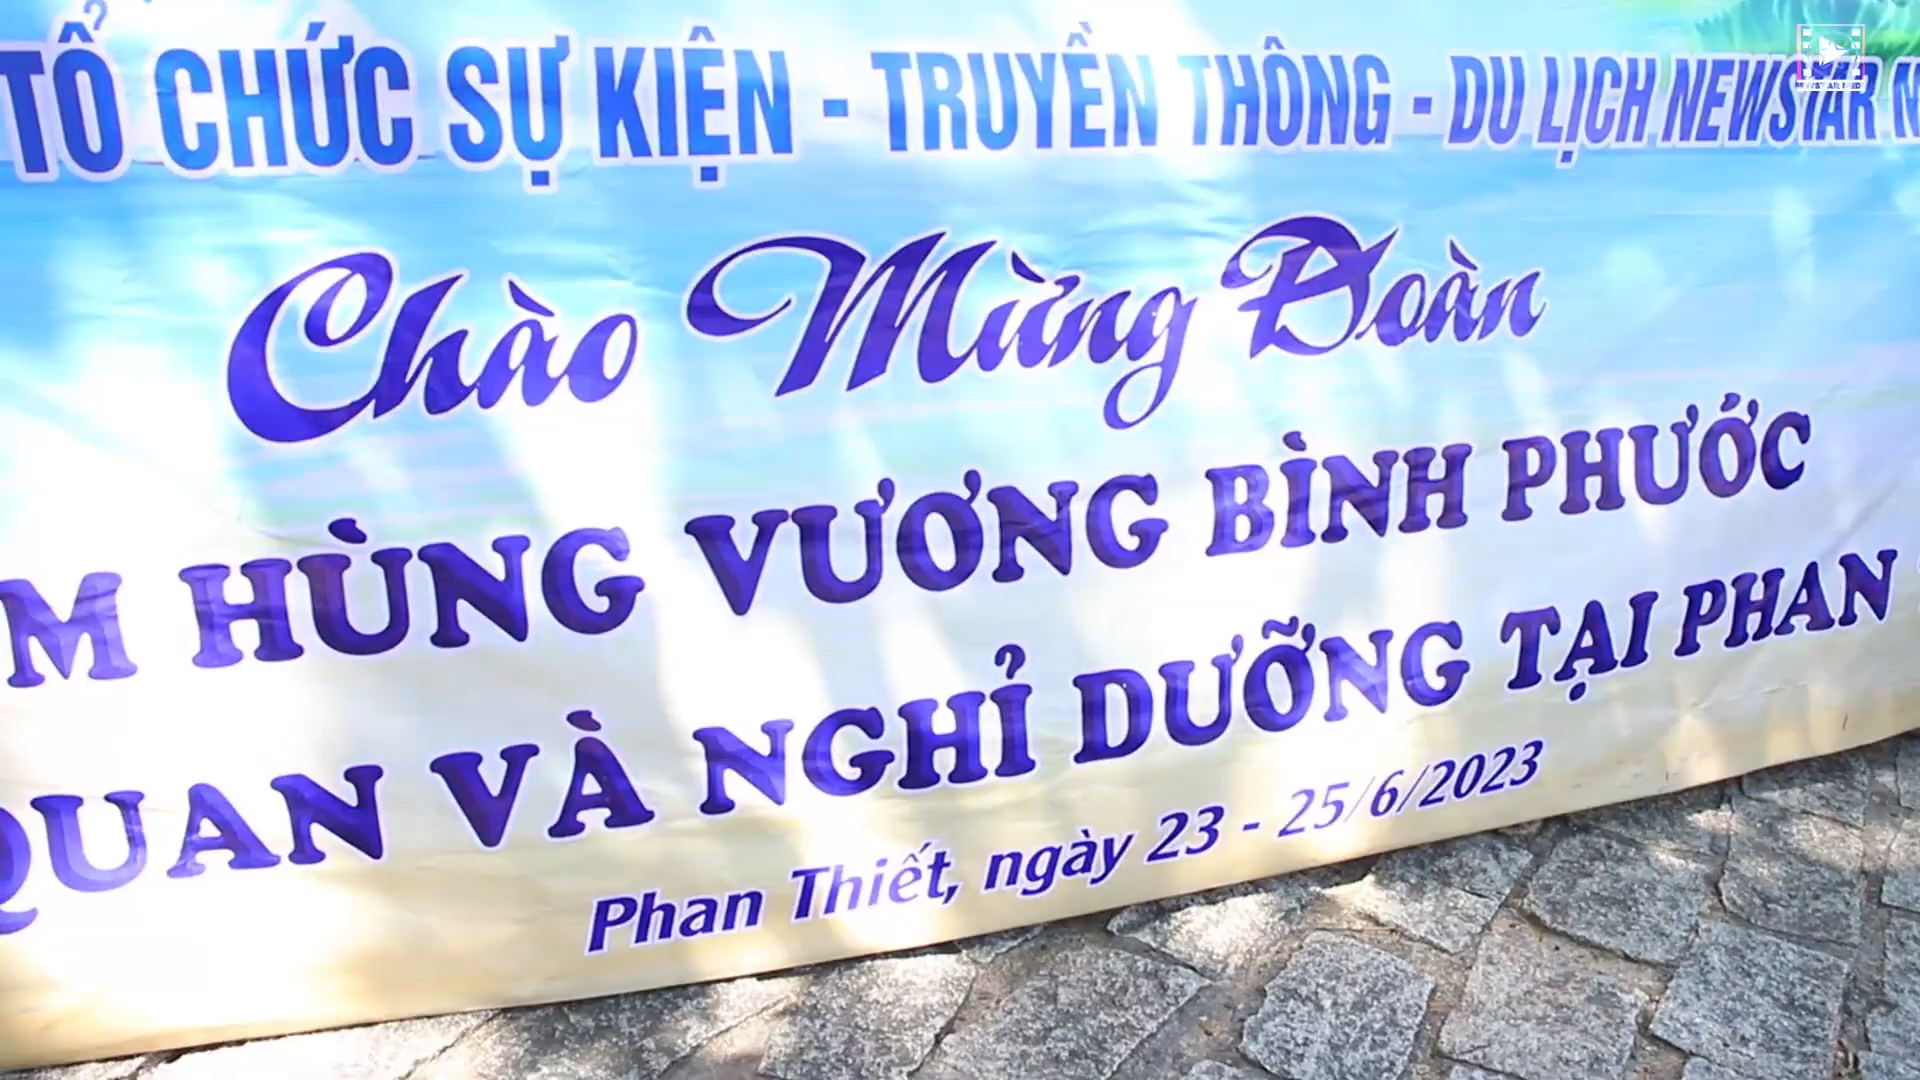 TỔ CHỨC SỰ KIỆN - TRUYỀN THÔNG - DU LỊCH NEWSTAR
Chào Mừng Đoàn
M HÙNG VƯƠNG BÌNH PHƯỚC
QUAN VÀ NGHỈ DƯỠNG TẠI PHAN
Phan Thiết, ngày 23 - 25/6/2023